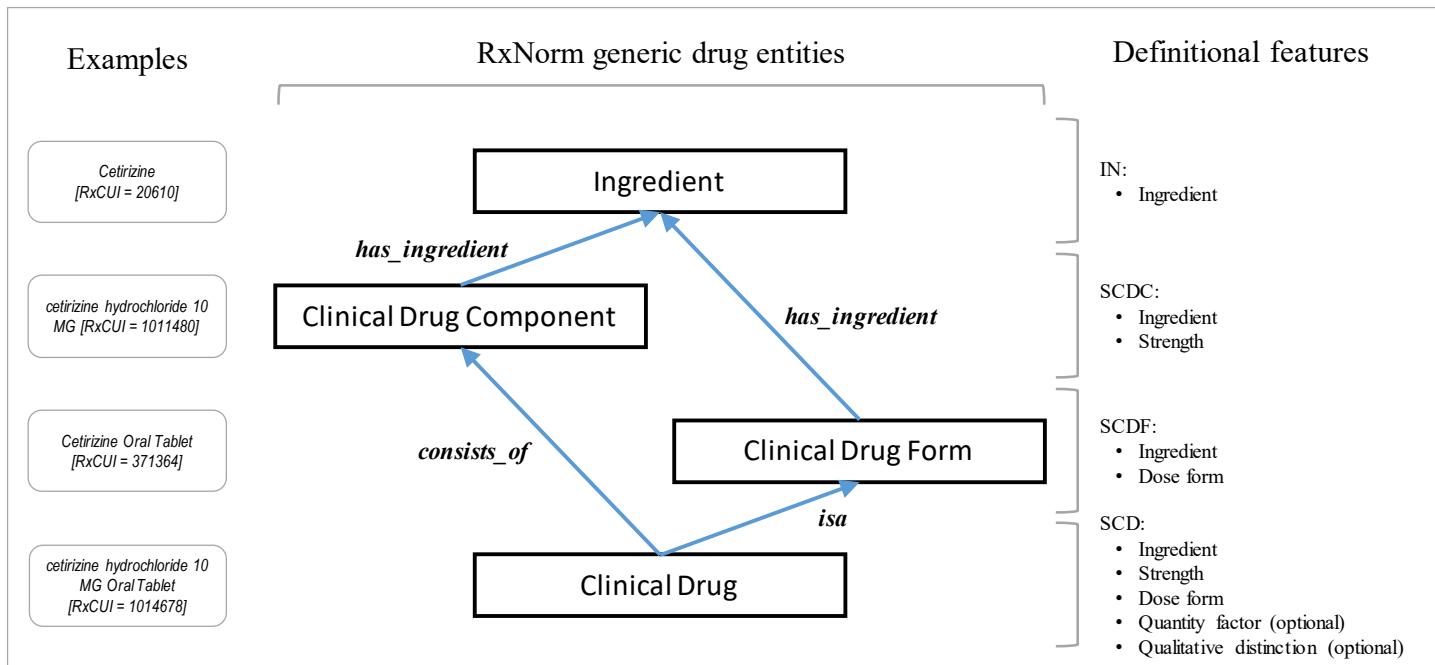 Examples
RxNorm generic drug entities
Definitional features
Cetirizine
[RxCUI = 20610]
Ingredient
IN:
• Ingredient
has_ingredient
cetirizine hydrochloride 10
MG [RxCUI = 1011480]
Clinical Drug Component
has_ingredient
SCDC:
• Ingredient
• Strength
Cetirizine Oral Tablet
[RxCUI = 371364]
consists_of
Clinical Drug Form
SCDF:
• Ingredient
• Dose form
isa
cetirizine hydrochloride 10
MG Oral Tablet
[RxCUI = 1014678]
Clinical Drug
SCD:
• Ingredient
• Strength
• Dose form
• Quantity factor (optional)
• Qualitative distinction (optional)